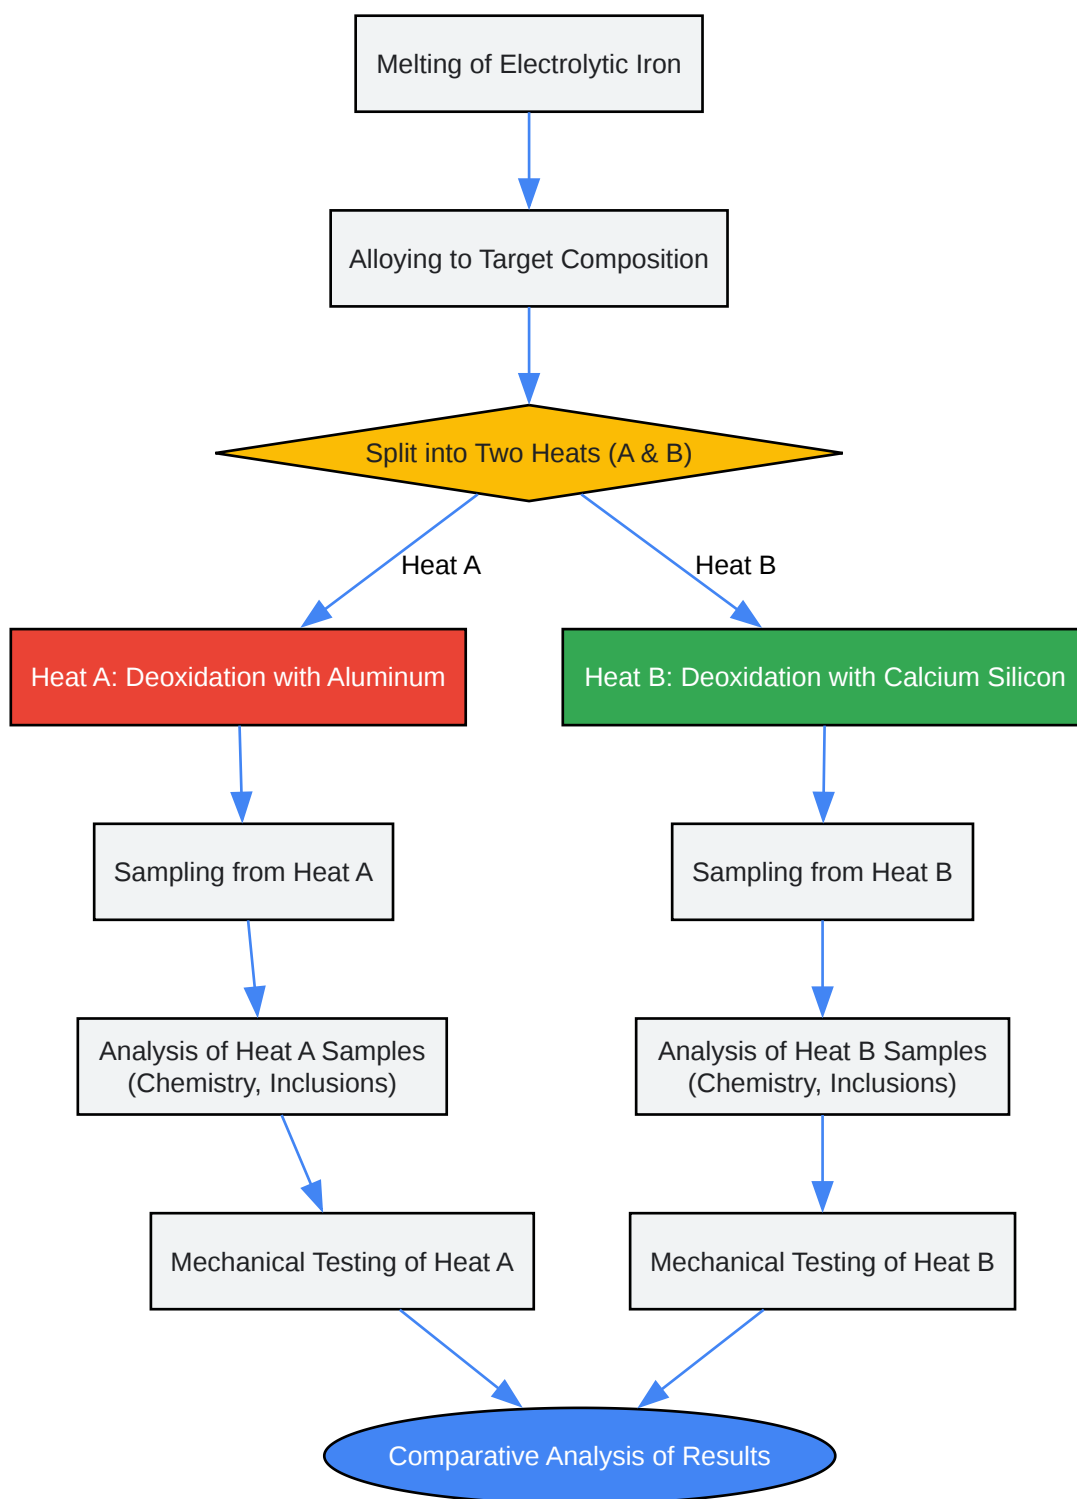 Melting of Electrolytic Iron
Alloying to Target Composition
Split into Two Heats (A & B)
Heat A
Heat B
Heat A: Deoxidation with Aluminum
Heat B: Deoxidation with Calcium Silicon
Sampling from Heat A
Sampling from Heat B
Analysis of Heat A Samples
(Chemistry, Inclusions)
Analysis of Heat B Samples
(Chemistry, Inclusions)
Mechanical Testing of Heat A
Mechanical Testing of Heat B
Comparative Analysis of Results